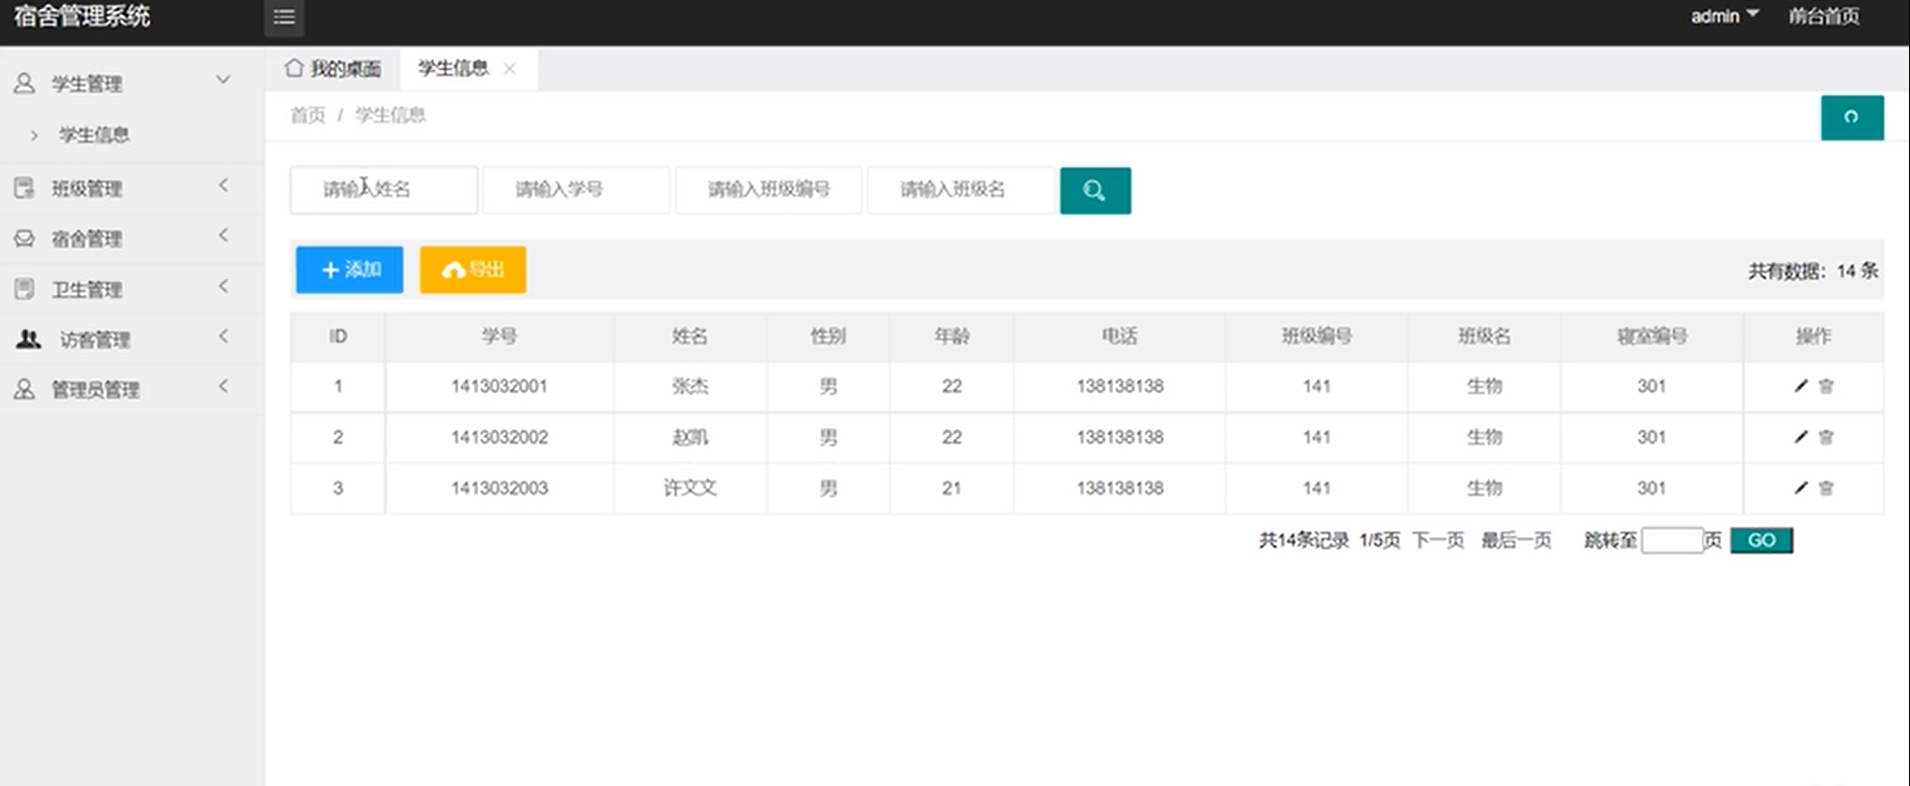 宿舍管理系统 admin 前台首页
学生管理
学生信息
班级管理
宿舍管理
卫生管理
访客管理
管理员管理
我的桌面 学生信息
首页 / 学生信息
请输入姓名 请输入学号 请输入班级编号 请输入班级名
添加 导出 共有数据：14 条
ID 学号 姓名 性别 年龄 电话 班级编号 班级名 寝室编号 操作
1 1413032001 张杰 男 22 138138138 141 生物 301
2 1413032002 赵凯 男 22 138138138 141 生物 301
3 1413032003 许文文 男 21 138138138 141 生物 301
共14条记录 1/5页 下一页 最后一页 跳转至 页 GO